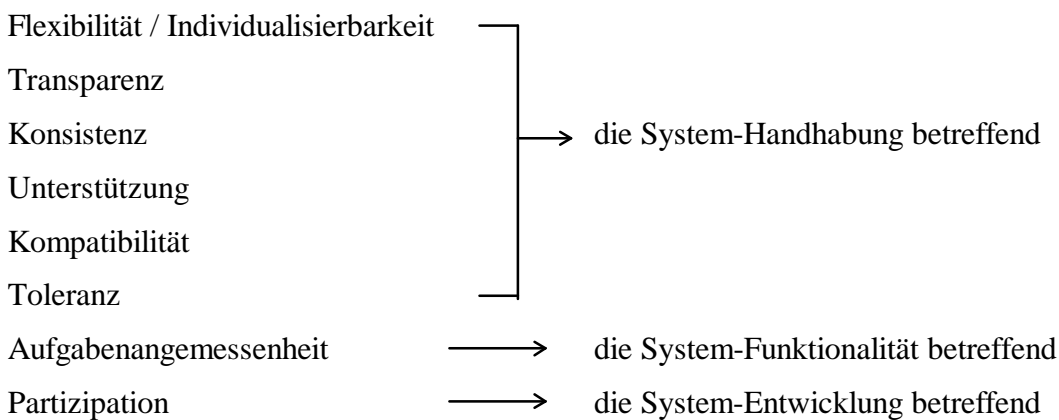 Flexibilität / Individualisierbarkeit
Transparenz
Konsistenz die System-Handhabung betreffend
Unterstützung
Kompatibilität
Toleranz
Aufgabenangemessenheit die System-Funktionalität betreffend
Partizipation die System-Entwicklung betreffend